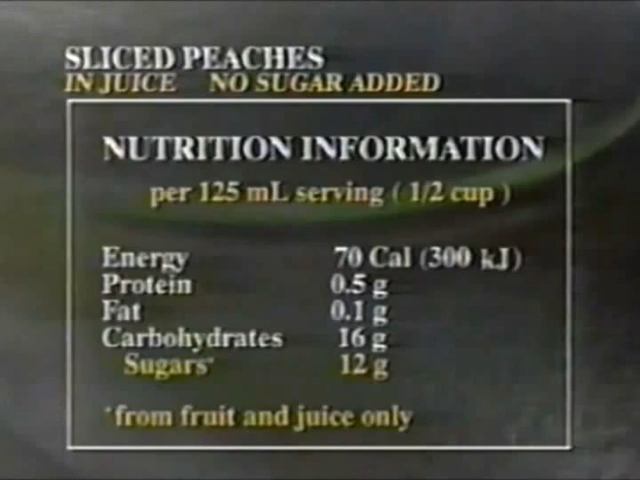 SLICED PEACHES
IN JUICE NO SUGAR ADDED
NUTRITION INFORMATION
per 125 mL serving ( 1/2 cup )
Energy 70 Cal (300 kJ)
Protein 0.5 g
Fat 0.1 g
Carbohydrates 16 g
Sugars* 12 g
*from fruit and juice only